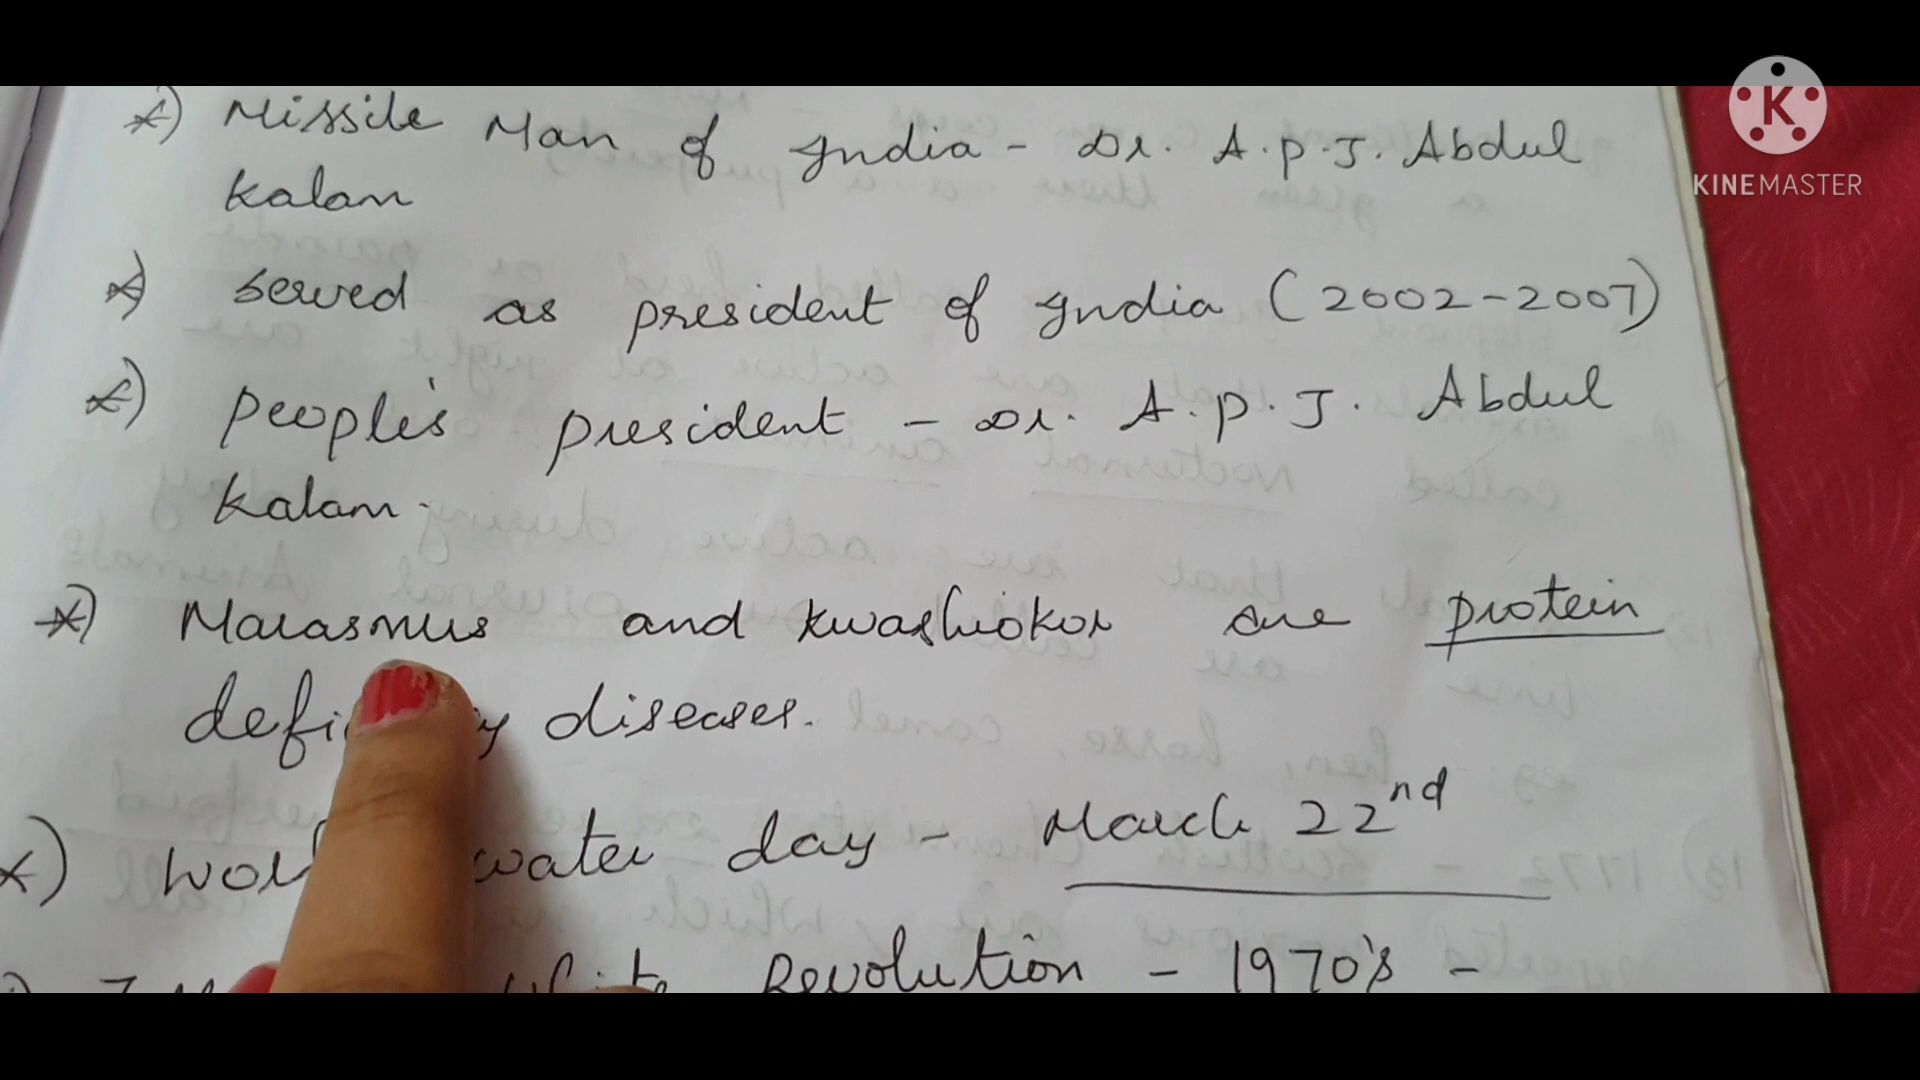 *) Missile Man of India - Dr. A.P.J. Abdul
Kalam
*) Served as president of India (2002-2007)
*) People's president - Dr. A.P.J. Abdul
Kalam.
*) Marasmus and kwashiokor are protein
diseases.
*) water day - March 22nd
Revolution - 1970's -
KINEMASTER